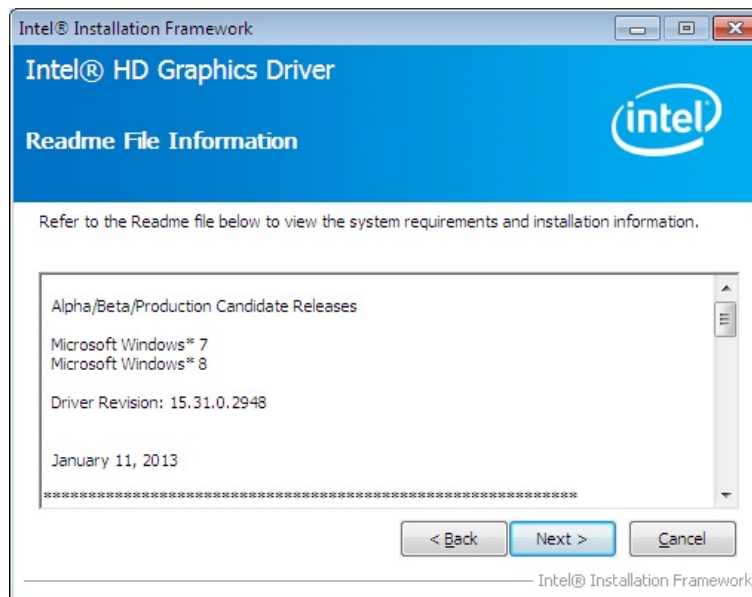 Intel® Installation Framework
Intel® HD Graphics Driver
intel®
Readme File Information
Refer to the Readme file below to view the system requirements and installation information.
Alpha/Beta/Production Candidate Releases
Microsoft Windows* 7
Microsoft Windows* 8
Driver Revision: 15.31.0.2948
January 11, 2013
************************************************************
< Back
Next >
Cancel
Intel® Installation Framework